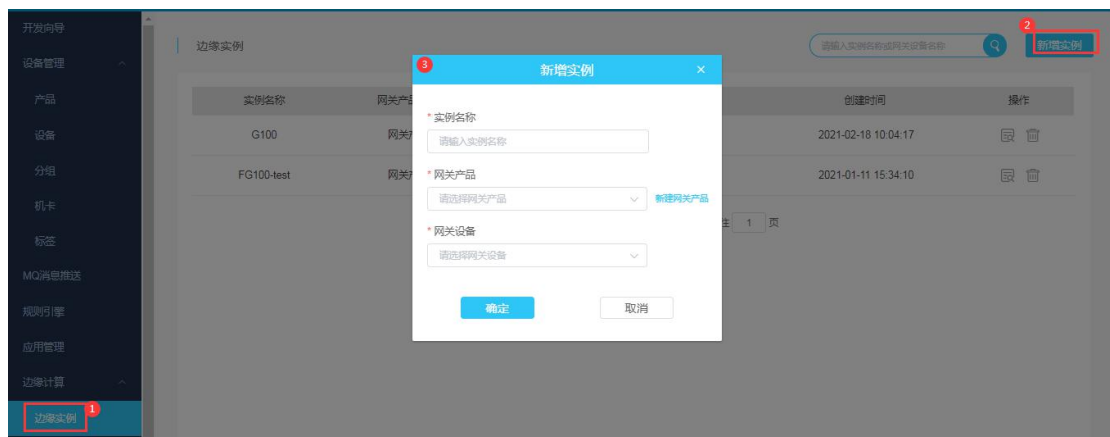 开发向导
设备管理
产品
设备
分组
机卡
标签
MQ消息推送
规则引擎
应用管理
边缘计算
边缘实例
1
边缘实例
请输入实例名称或网关设备名称
2
新增实例
实例名称 网关产品 创建时间 操作
G100 网关 2021-02-18 10:04:17
FG100-test 网关 2021-01-11 15:34:10
往 1 页
3
新增实例 ×
* 实例名称
请输入实例名称
* 网关产品
请选择网关产品 新建网关产品
* 网关设备
请选择网关设备
确定 取消